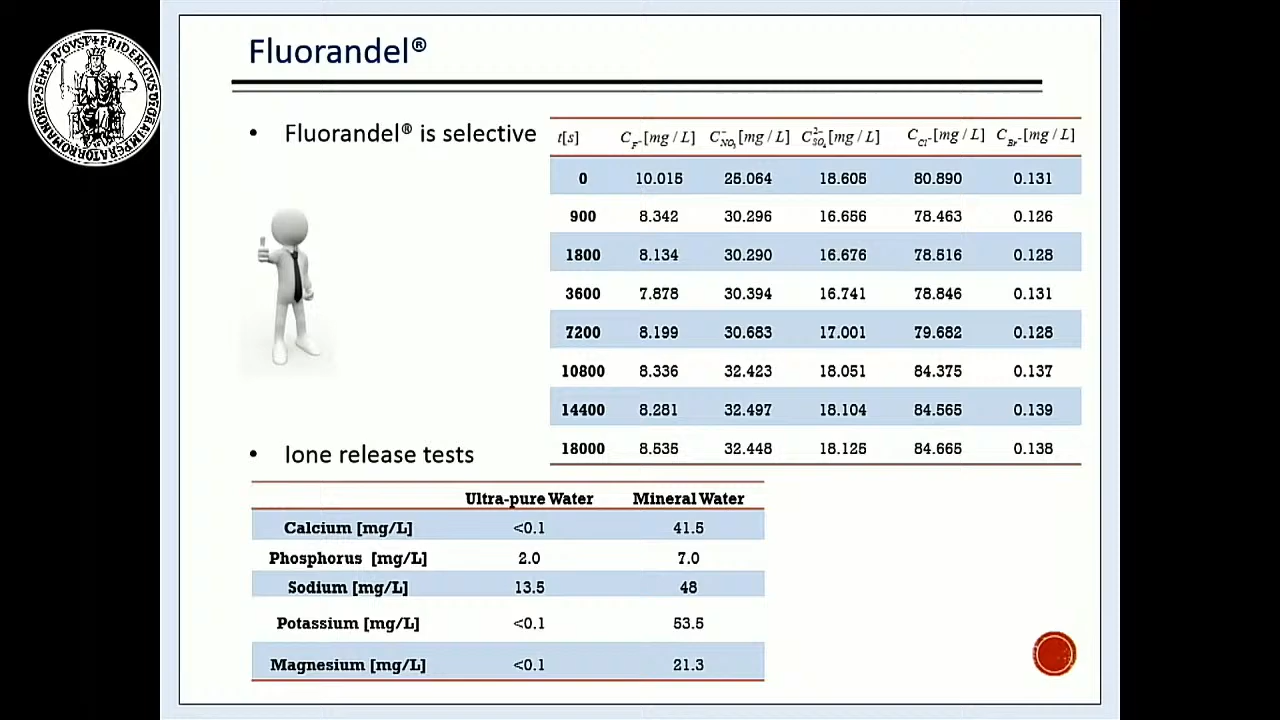 Fluorandel®
• Fluorandel® is selective
t[s] C_F⁻[mg / L] C_NO₃⁻[mg / L] C_SO₄²⁻[mg / L] C_Cl⁻[mg / L] C_Br⁻[mg / L]
0 10.015 25.064 18.605 80.890 0.131
900 8.342 30.296 16.656 78.463 0.126
1800 8.134 30.290 16.676 78.516 0.128
3600 7.878 30.394 16.741 78.846 0.131
7200 8.199 30.683 17.001 79.682 0.128
10800 8.336 32.423 18.051 84.375 0.137
14400 8.281 32.497 18.104 84.565 0.139
18000 8.535 32.448 18.125 84.665 0.138
• Ione release tests
Ultra-pure Water Mineral Water
Calcium [mg/L] <0.1 41.5
Phosphorus [mg/L] 2.0 7.0
Sodium [mg/L] 13.5 48
Potassium [mg/L] <0.1 53.5
Magnesium [mg/L] <0.1 21.3